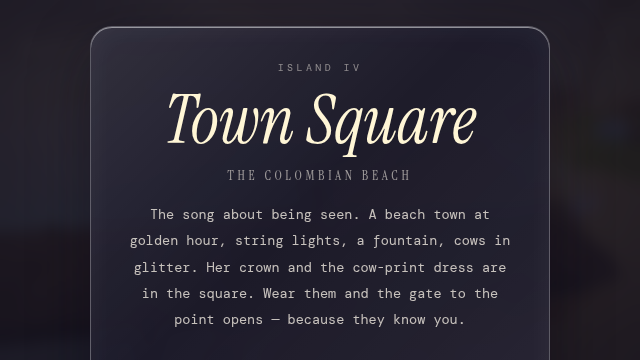 ISLAND IV
Town Square
THE COLOMBIAN BEACH
The song about being seen. A beach town at
golden hour, string lights, a fountain, cows in
glitter. Her crown and the cow-print dress are
in the square. Wear them and the gate to the
point opens — because they know you.